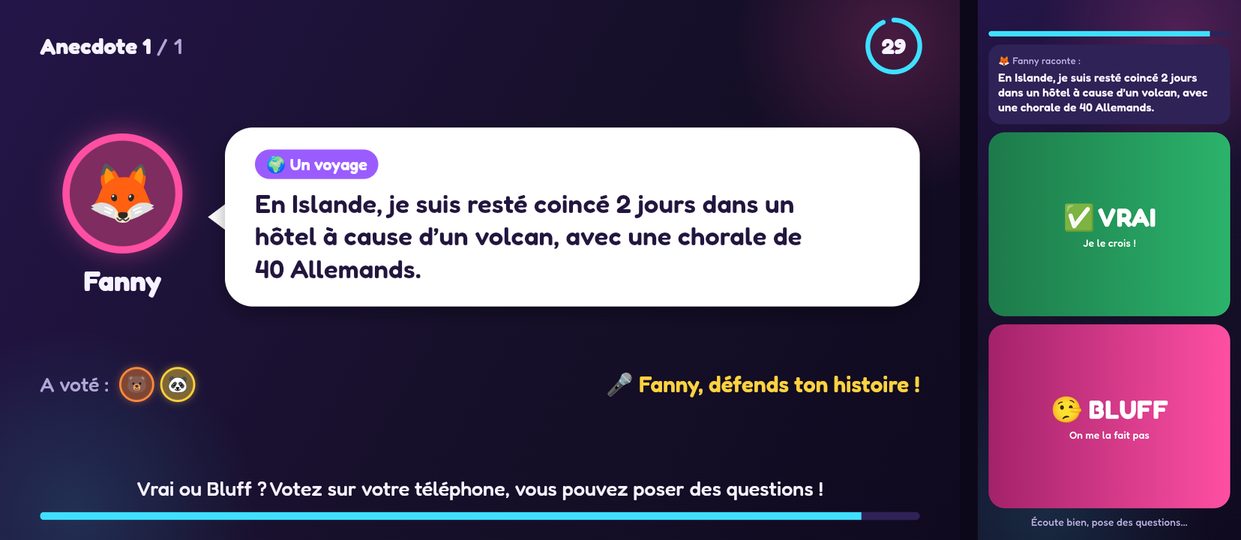 Anecdote 1 / 1
29
🌍 Un voyage
En Islande, je suis resté coincé 2 jours dans un
hôtel à cause d’un volcan, avec une chorale de
40 Allemands.
Fanny
A voté :
🎤 Fanny, défends ton histoire !
Vrai ou Bluff ? Votez sur votre téléphone, vous pouvez poser des questions !
🦊 Fanny raconte :
En Islande, je suis resté coincé 2 jours
dans un hôtel à cause d’un volcan, avec
une chorale de 40 Allemands.
✅ VRAI
Je le crois !
🤥 BLUFF
On me la fait pas
Écoute bien, pose des questions…